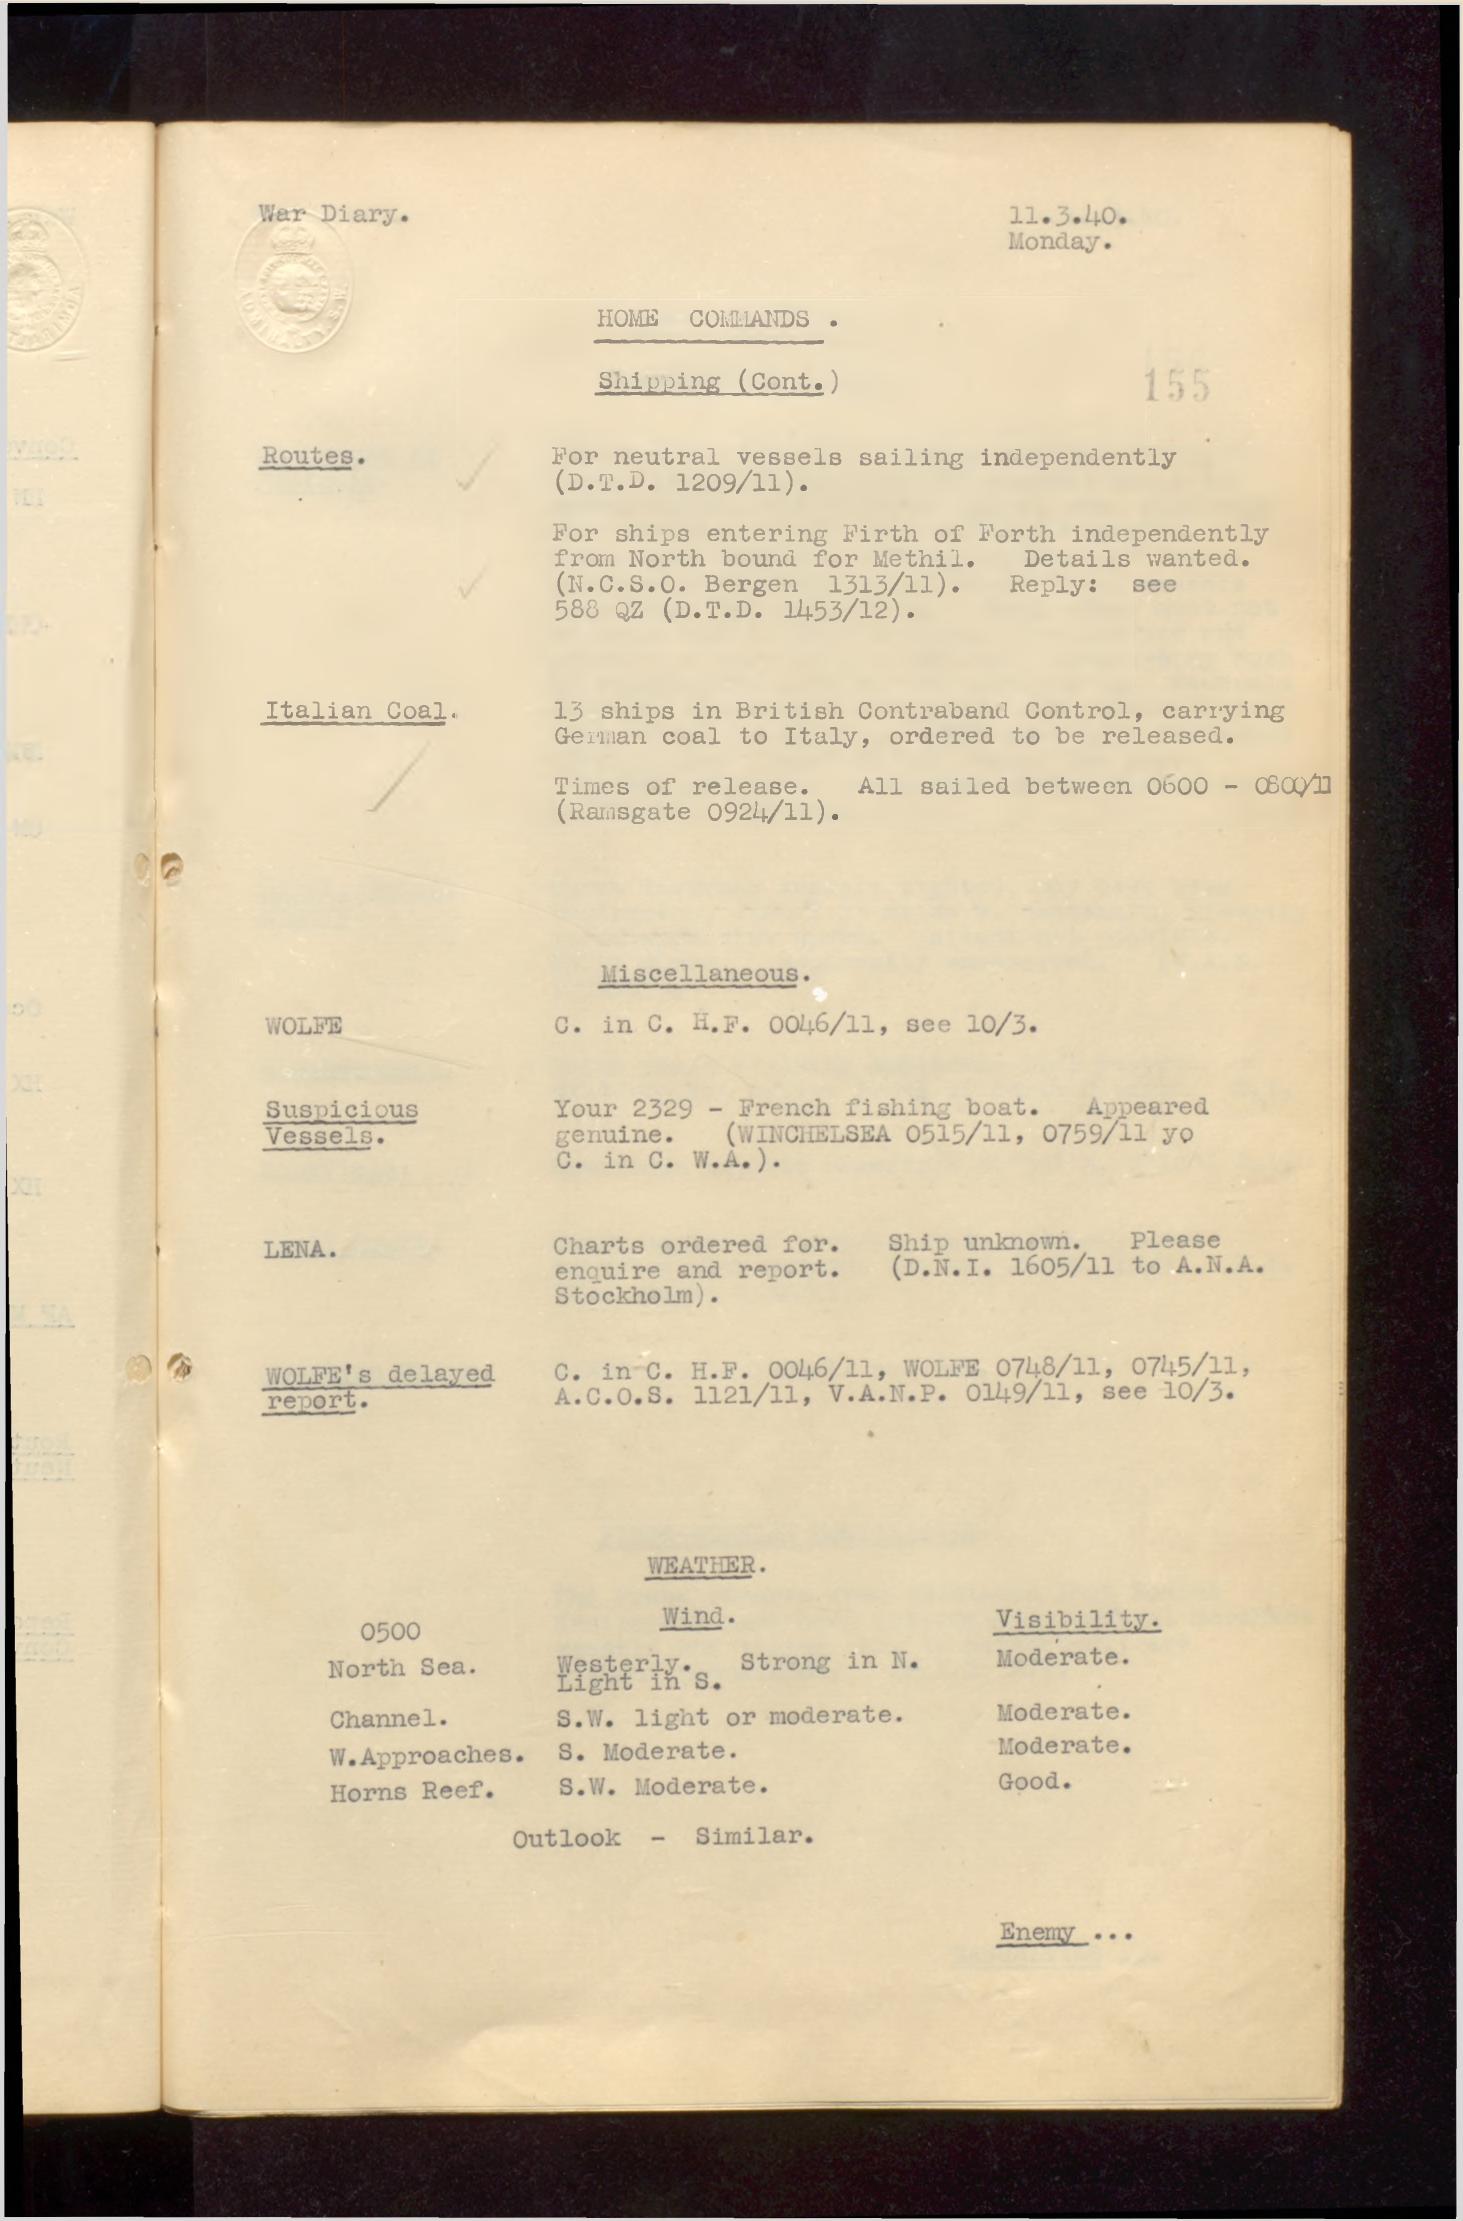 War Diary.
11.3.40.
Monday.
HOME COMMANDS .
Shipping (Cont.)
155
Routes.
For neutral vessels sailing independently
(D.T.D. 1209/11).
For ships entering Firth of Forth independently
from North bound for Methil. Details wanted.
(N.C.S.O. Bergen 1313/11). Reply: see
588 QZ (D.T.D. 1453/12).
Italian Coal.
13 ships in British Contraband Control, carrying
German coal to Italy, ordered to be released.
Times of release. All sailed between 0600 - 0800/11
(Ramsgate 0924/11).
Miscellaneous.
WOLFE
C. in C. H.F. 0046/11, see 10/3.
Suspicious
Vessels.
Your 2329 - French fishing boat. Appeared
genuine. (WINCHELSEA 0515/11, 0759/11 yo
C. in C. W.A.).
LENA.
Charts ordered for. Ship unknown. Please
enquire and report. (D.N.I. 1605/11 to A.N.A.
Stockholm).
WOLFE's delayed
report.
C. in C. H.F. 0046/11, WOLFE 0748/11, 0745/11,
A.C.O.S. 1121/11, V.A.N.P. 0149/11, see 10/3.
WEATHER.
0500
Wind.
Visibility.
North Sea.
Westerly. Strong in N.
Light in S.
Moderate.
Channel.
S.W. light or moderate.
Moderate.
W.Approaches.
S. Moderate.
Moderate.
Horns Reef.
S.W. Moderate.
Good.
Outlook - Similar.
Enemy ...